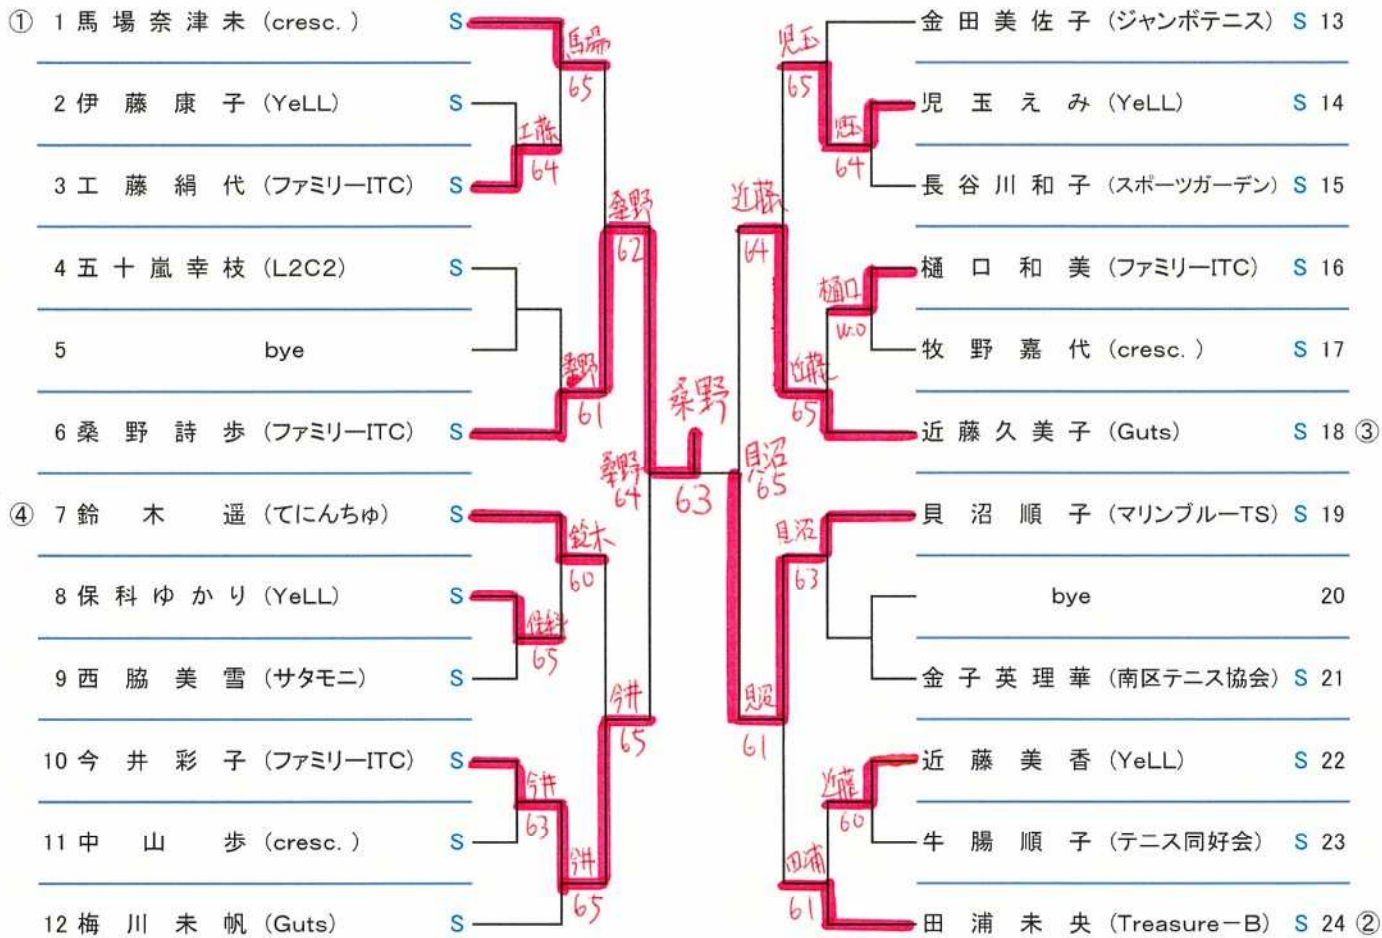 ① 1 馬場奈津未 (cresc.) S
2 伊藤康子 (YeLL) S
3 工藤絹代 (ファミリーITC) S
4 五十嵐幸枝 (L2C2) S
5 bye
6 桑野詩歩 (ファミリーITC) S
④ 7 鈴木遥 (てにんちゅ) S
8 保科ゆかり (YeLL) S
9 西脇美雪 (サタモニ) S
10 今井彩子 (ファミリーITC) S
11 中山歩 (cresc.) S
12 梅川未帆 (Guts) S
馬場
65
工藤
64
桑野
62
桑野
61
桑野
64
鈴木
60
保科
65
今井
65
今井
63
今井
65
桑野
63
児玉
65
児玉
64
近藤
64
樋口
W.O
近藤
65
貝沼
65
貝沼
63
貝沼
61
近藤
60
田浦
61
金田美佐子 (ジャンボテニス) S 13
児玉えみ (YeLL) S 14
長谷川和子 (スポーツガーデン) S 15
樋口和美 (ファミリーITC) S 16
牧野嘉代 (cresc.) S 17
近藤久美子 (Guts) S 18 ③
貝沼順子 (マリンブルーTS) S 19
bye 20
金子英理華 (南区テニス協会) S 21
近藤美香 (YeLL) S 22
牛腸順子 (テニス同好会) S 23
田浦未央 (Treasure－B) S 24 ②